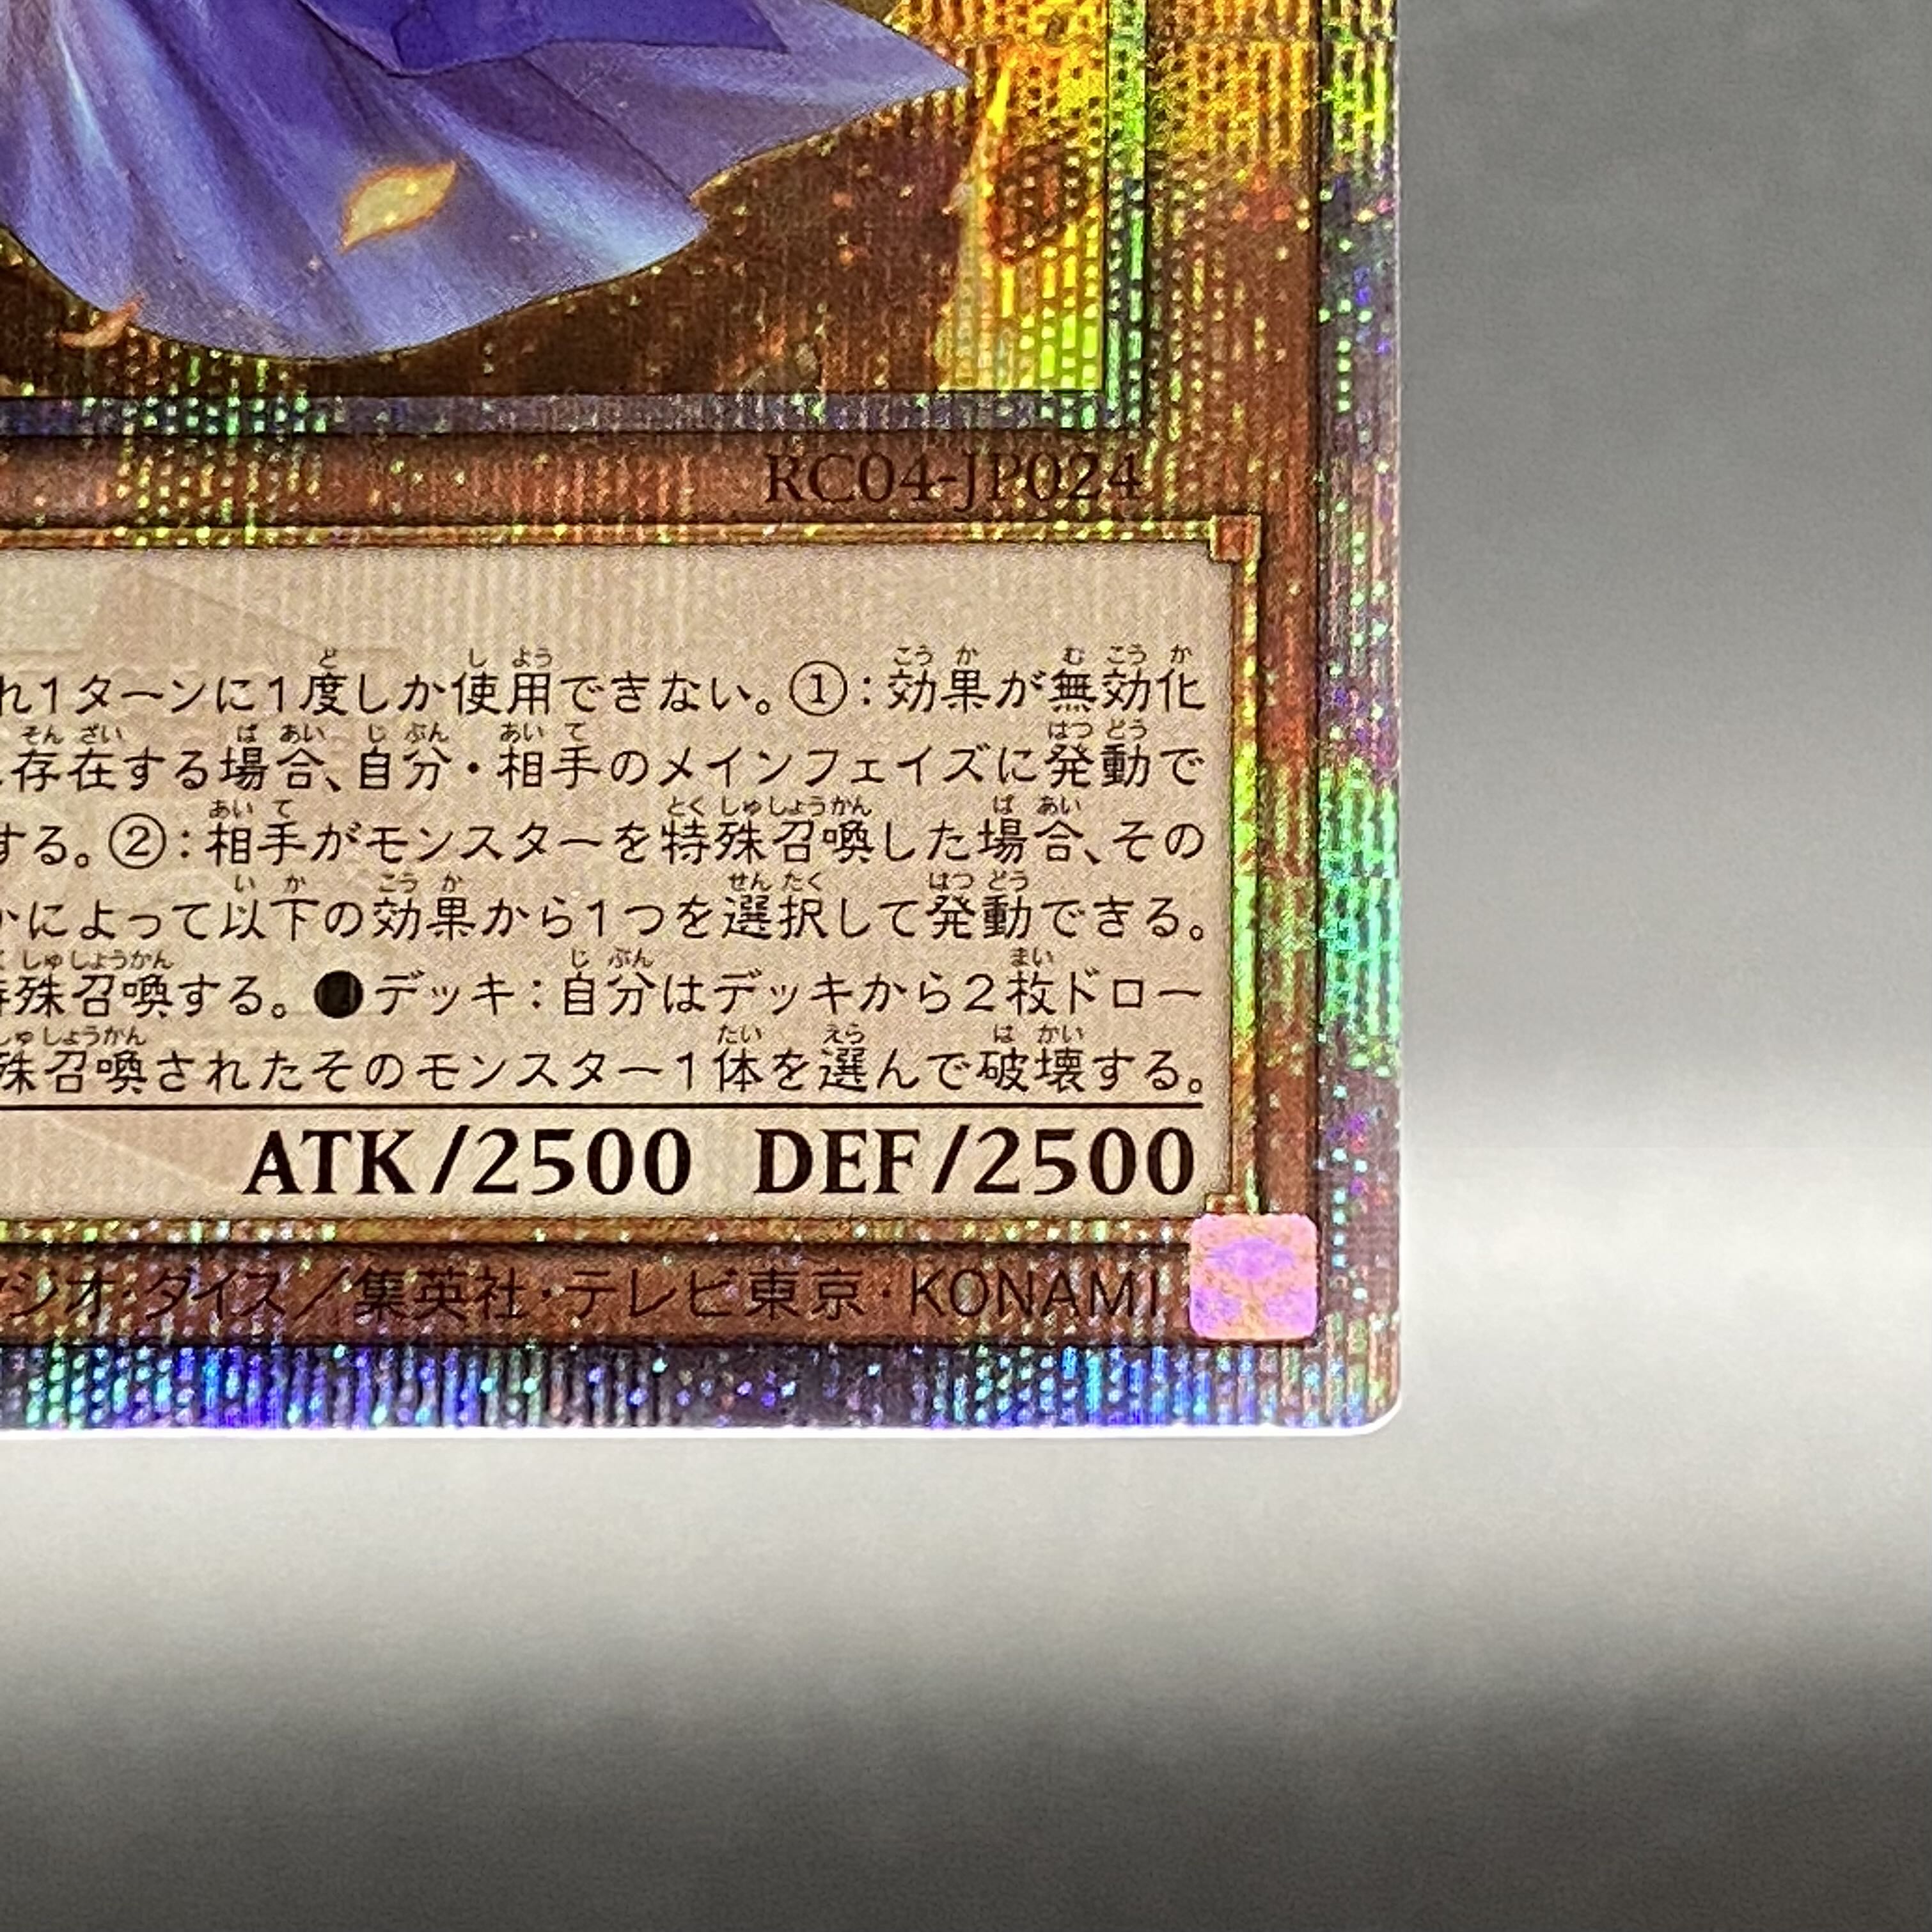 RC04-JP024
れ1ターンに1度しか使用できない。①：効果が無効化
存在する場合、自分・相手のメインフェイズに発動で
する。②：相手がモンスターを特殊召喚した場合、その
かによって以下の効果から1つを選択して発動できる。
特殊召喚する。●デッキ：自分はデッキから2枚ドロー
殊召喚されたそのモンスター1体を選んで破壊する。
ATK/2500 DEF/2500
タジオ・ダイス／集英社・テレビ東京・KONAMI